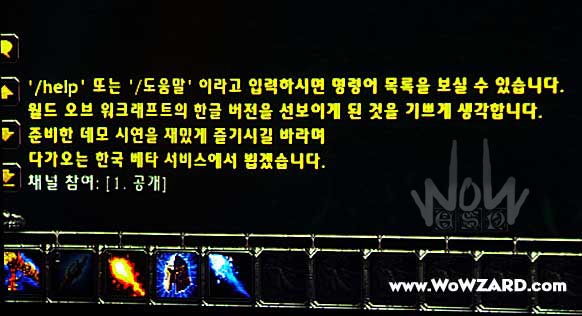 '/help' 또는 '/도움말' 이라고 입력하시면 명령어 목록을 보실 수 있습니다.
월드 오브 워크래프트의 한글 버전을 선보이게 된 것을 기쁘게 생각합니다.
준비한 데모 시연을 재밌게 즐기시길 바라며
다가오는 한국 베타 서비스에서 뵙겠습니다.
채널 참여: [1. 공개]
WoW
www.WoWZARD.com